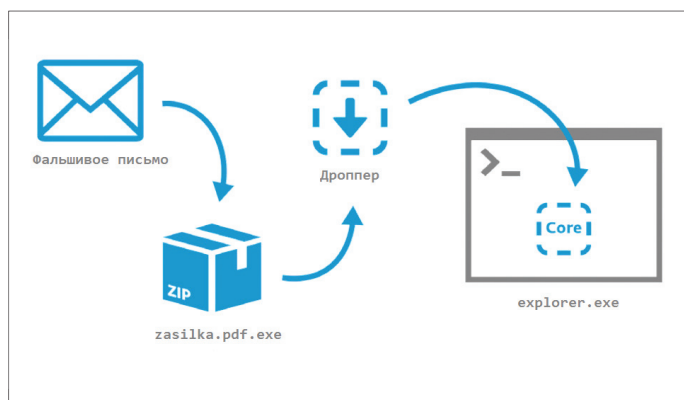 Фальшивое письмо
Дроппер
>_
Core
ZIP
explorer.exe
zasilka.pdf.exe